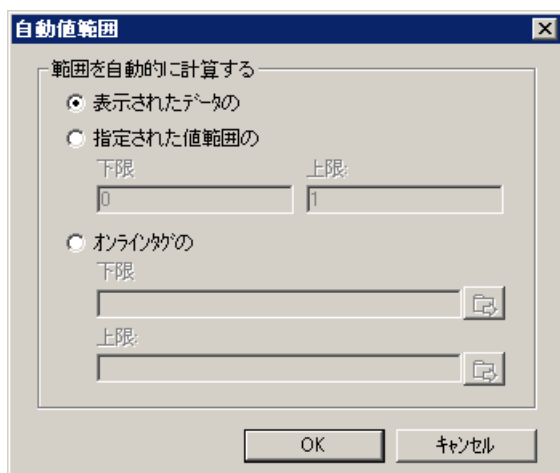 自動値範囲
範囲を自動的に計算する
表示されたﾃﾞｰﾀの
指定された値範囲の
下限 上限:
0 1
ｵﾝﾗｲﾝﾀｸﾞの
下限
上限:
OK ｷｬﾝｾﾙ